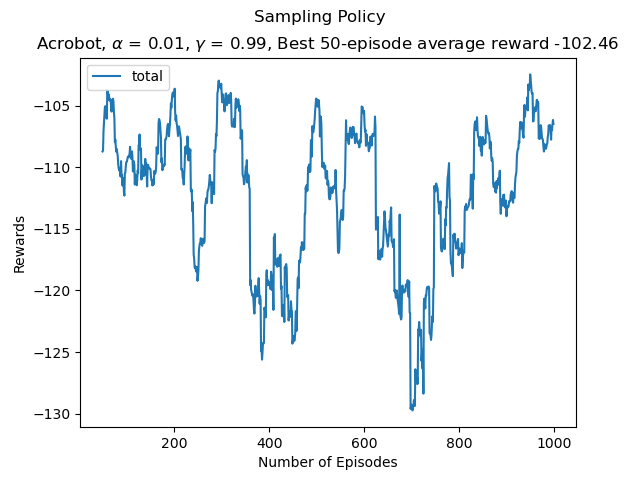 Sampling Policy
Acrobot, α = 0.01, γ = 0.99, Best 50-episode average reward -102.46
total
−105
−110
−115
−120
−125
−130
Rewards
200 400 600 800 1000
Number of Episodes